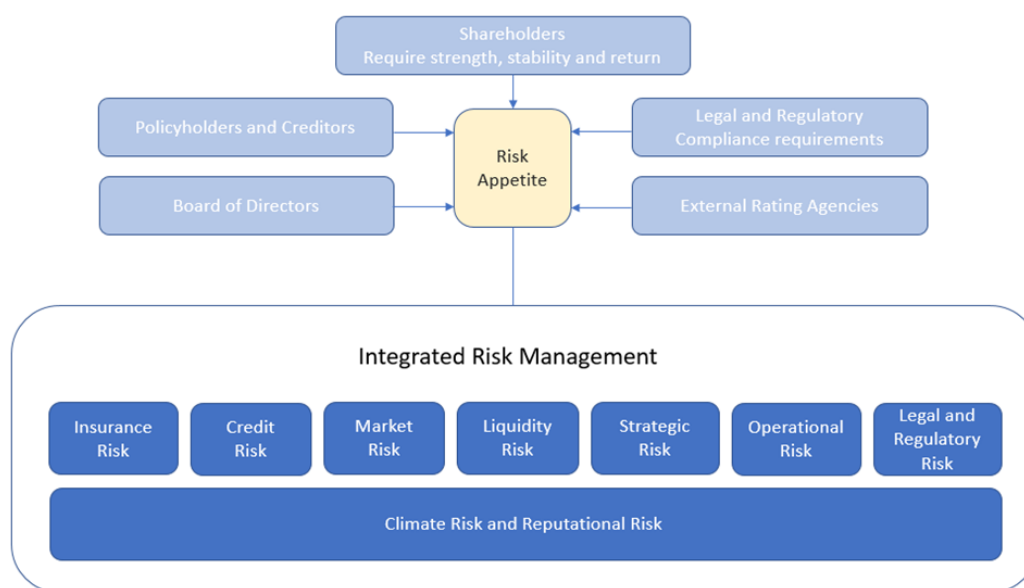 Shareholders
Require strength, stability and return
Policyholders and Creditors
Legal and Regulatory
Compliance requirements
Risk
Appetite
Board of Directors
External Rating Agencies
Integrated Risk Management
Insurance
Risk
Credit
Risk
Market
Risk
Liquidity
Risk
Strategic
Risk
Operational
Risk
Legal and
Regulatory
Risk
Climate Risk and Reputational Risk